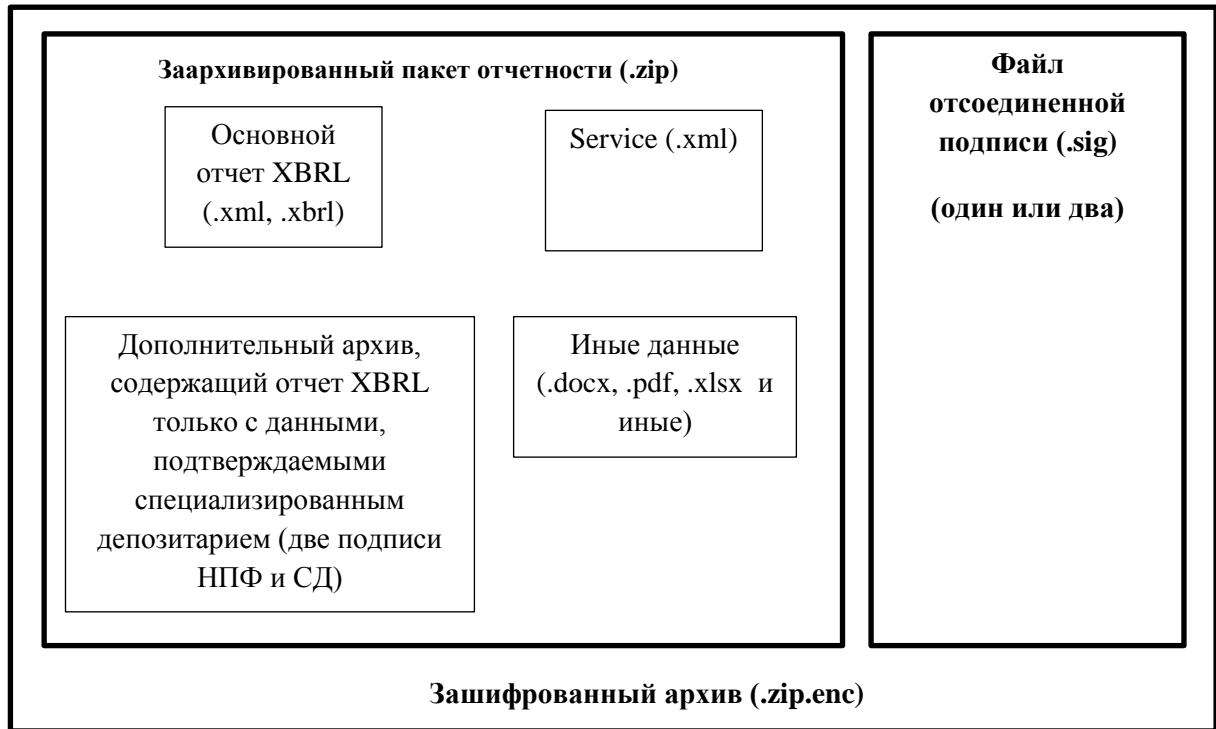 Заархивированный пакет отчетности (.zip)
Основной
отчет XBRL
(.xml, .xbrl)
Service (.xml)
Дополнительный архив,
содержащий отчет XBRL
только с данными,
подтверждаемыми
специализированным
депозитарием (две подписи
НПФ и СД)
Иные данные
(.docx, .pdf, .xlsx и
иные)
Файл
отсоединенной
подписи (.sig)
(один или два)
Зашифрованный архив (.zip.enc)